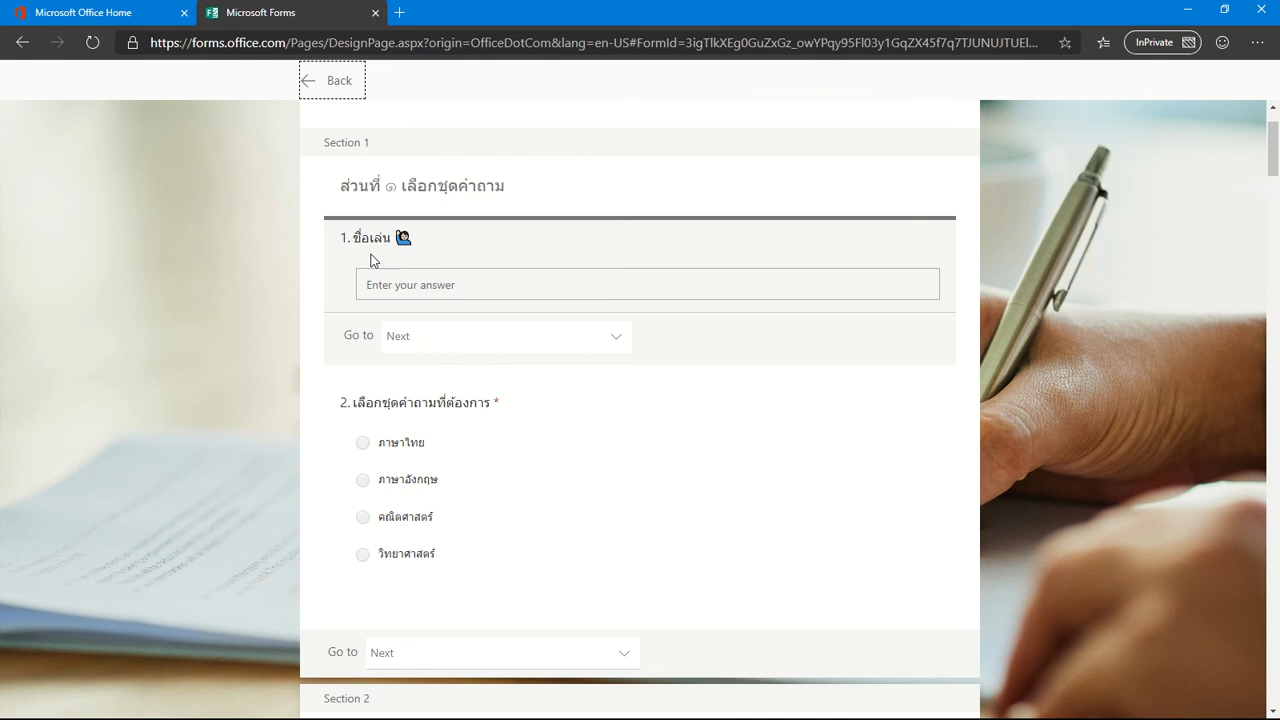 Microsoft Office Home
Microsoft Forms
https://forms.office.com/Pages/DesignPage.aspx?origin=OfficeDotCom&lang=en-US#FormId=3igTlkXEg0GuZxGz_owYPqy95Fl03y1GqZX45f7q7TJUNUJTUEl...
InPrivate
Back
Section 1
ส่วนที่ ๑ เลือกชุดคำถาม
1. ชื่อเล่น 🙋
Enter your answer
Go to Next
2. เลือกชุดคำถามที่ต้องการ *
ภาษาไทย
ภาษาอังกฤษ
คณิตศาสตร์
วิทยาศาสตร์
Go to Next
Section 2